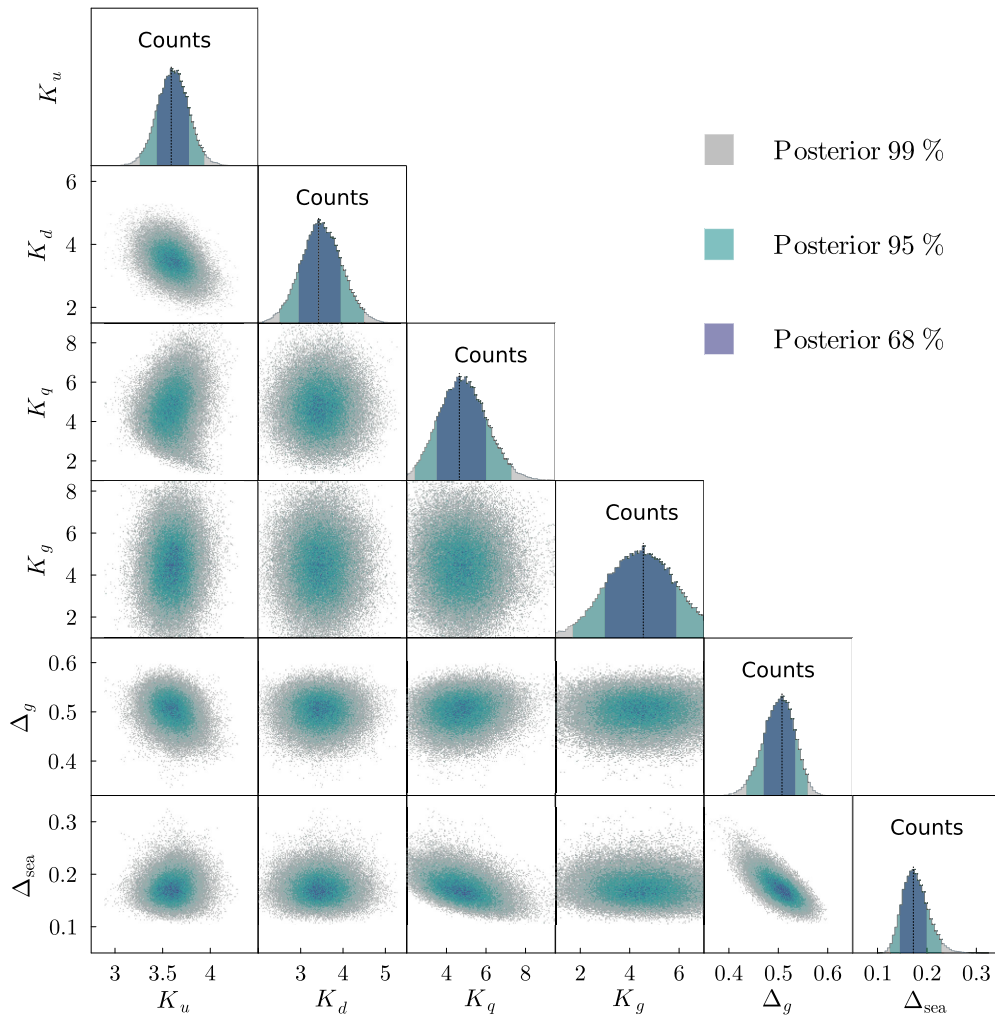 Counts
K_u
Posterior 99 %
6
4
2
K_d
Counts
Posterior 95 %
8
6
4
2
K_q
Counts
Posterior 68 %
8
6
4
2
K_g
Counts
0.6
0.5
0.4
Δ_g
Counts
0.3
0.2
0.1
Δ_sea
Counts
3 3.5 4 3 4 5 4 6 8 2 4 6 0.4 0.5 0.6 0.1 0.2 0.3
K_u K_d K_q K_g Δ_g Δ_sea